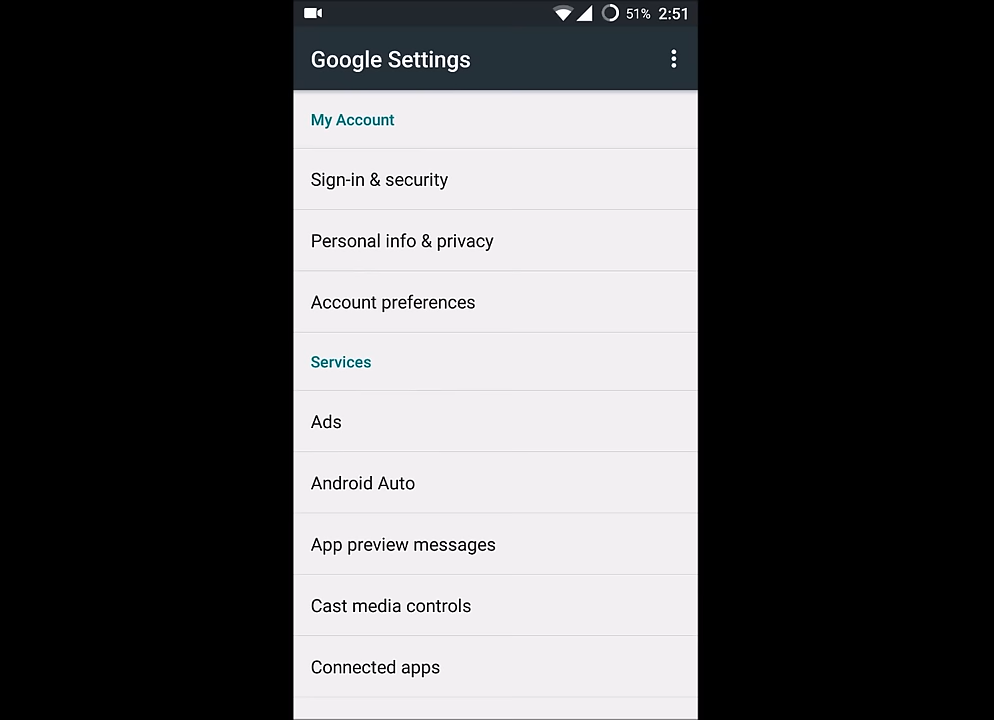 51% 2:51
Google Settings
My Account
Sign-in & security
Personal info & privacy
Account preferences
Services
Ads
Android Auto
App preview messages
Cast media controls
Connected apps